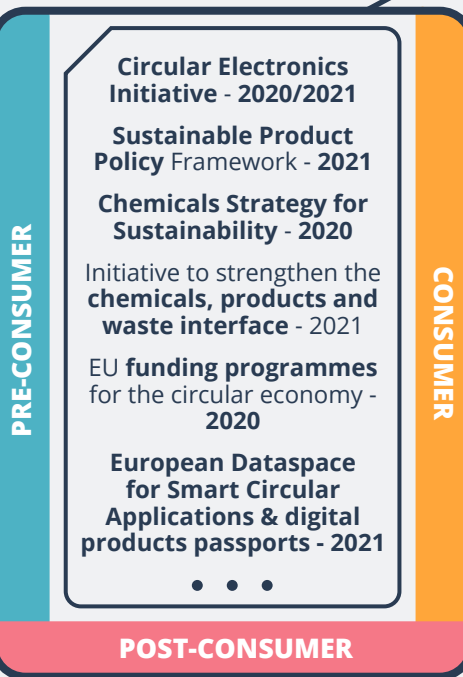 PRE-CONSUMER
Circular Electronics
Initiative - 2020/2021
Sustainable Product
Policy Framework - 2021
Chemicals Strategy for
Sustainability - 2020
Initiative to strengthen the
chemicals, products and
waste interface - 2021
EU funding programmes
for the circular economy -
2020
European Dataspace
for Smart Circular
Applications & digital
products passports - 2021
• • •
CONSUMER
POST-CONSUMER